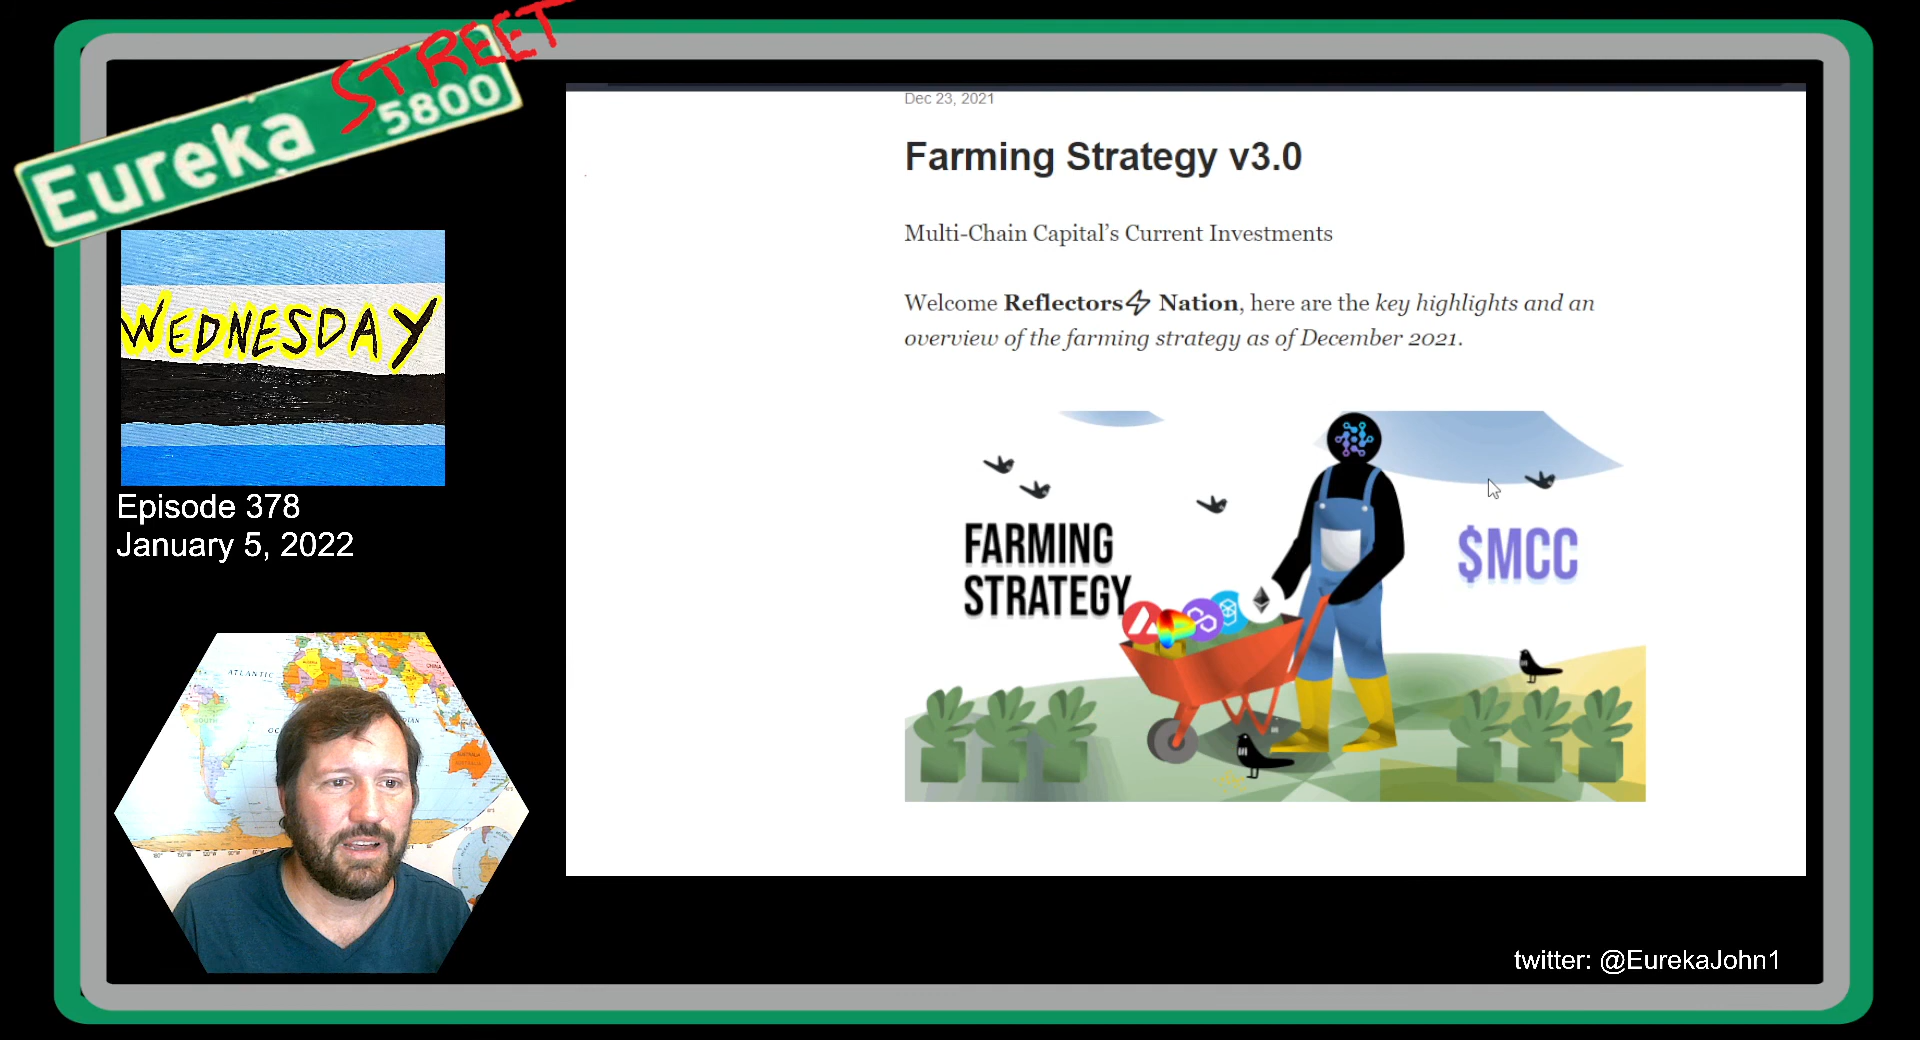 Eureka
STREET
5800
WEDNESDAY
Episode 378
January 5, 2022
ATLANTIC
Dec 23, 2021
Farming Strategy v3.0
Multi-Chain Capital’s Current Investments
Welcome Reflectors⚡ Nation, here are the key highlights and an
overview of the farming strategy as of December 2021.
FARMING
STRATEGY
$MCC
twitter: @EurekaJohn1